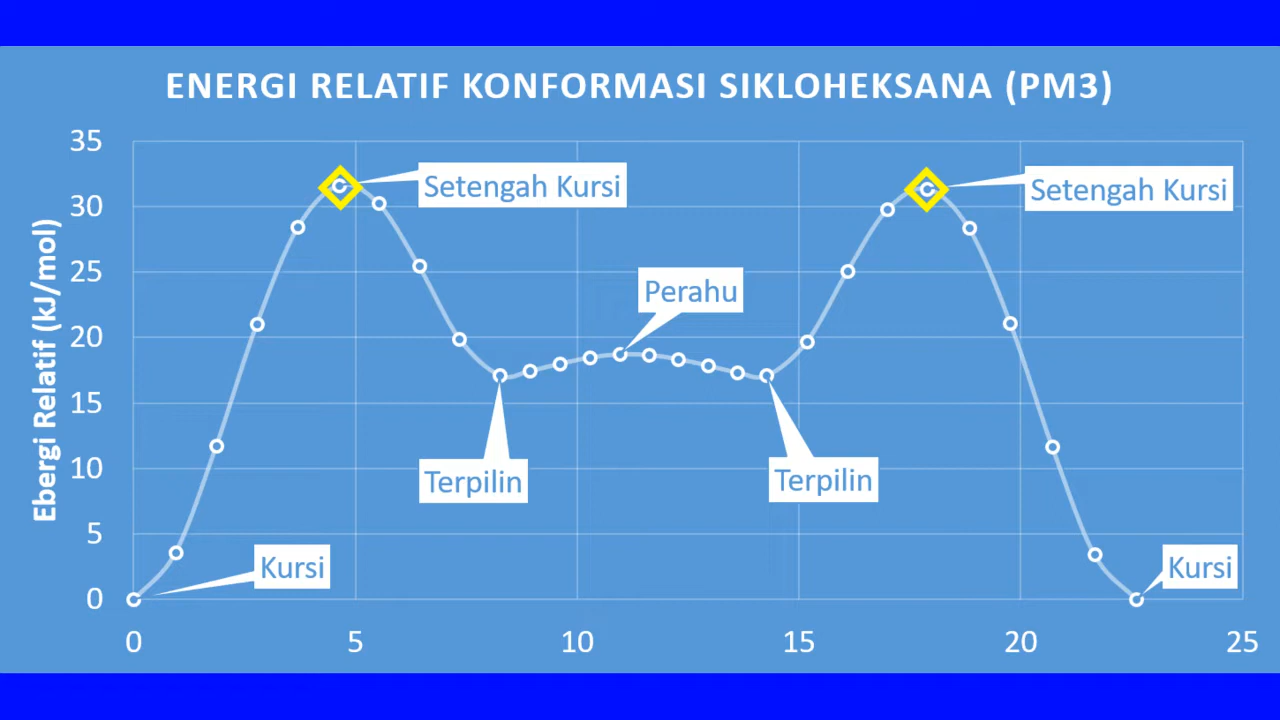 ENERGI RELATIF KONFORMASI SIKLOHEKSANA (PM3)
Ebergi Relatif (kJ/mol)
35
30
25
20
15
10
5
0
Setengah Kursi
Setengah Kursi
Perahu
Terpilin
Terpilin
Kursi
Kursi
0 5 10 15 20 25